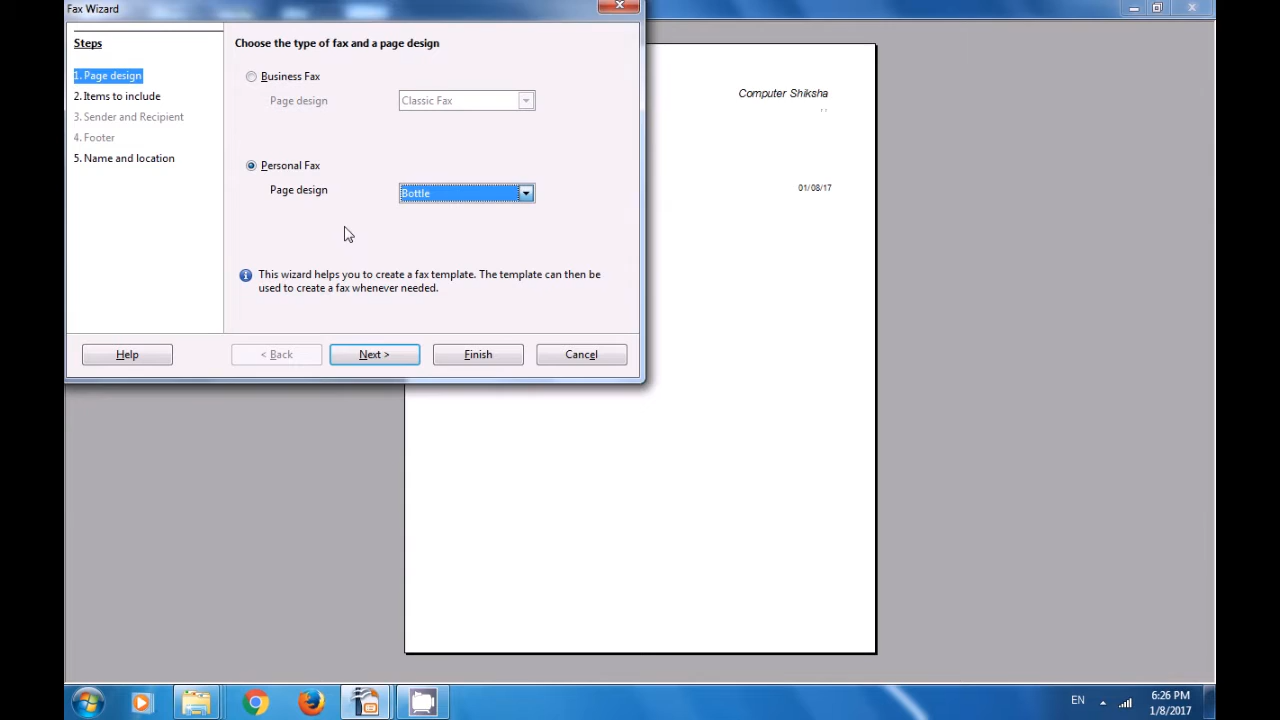 Fax Wizard
Steps
1. Page design
2. Items to include
3. Sender and Recipient
4. Footer
5. Name and location
Choose the type of fax and a page design
Business Fax
Page design
Classic Fax
Personal Fax
Page design
Bottle
This wizard helps you to create a fax template. The template can then be
used to create a fax whenever needed.
Help
< Back
Next >
Finish
Cancel
Computer Shiksha
, ,
01/08/17
EN
6:26 PM
1/8/2017